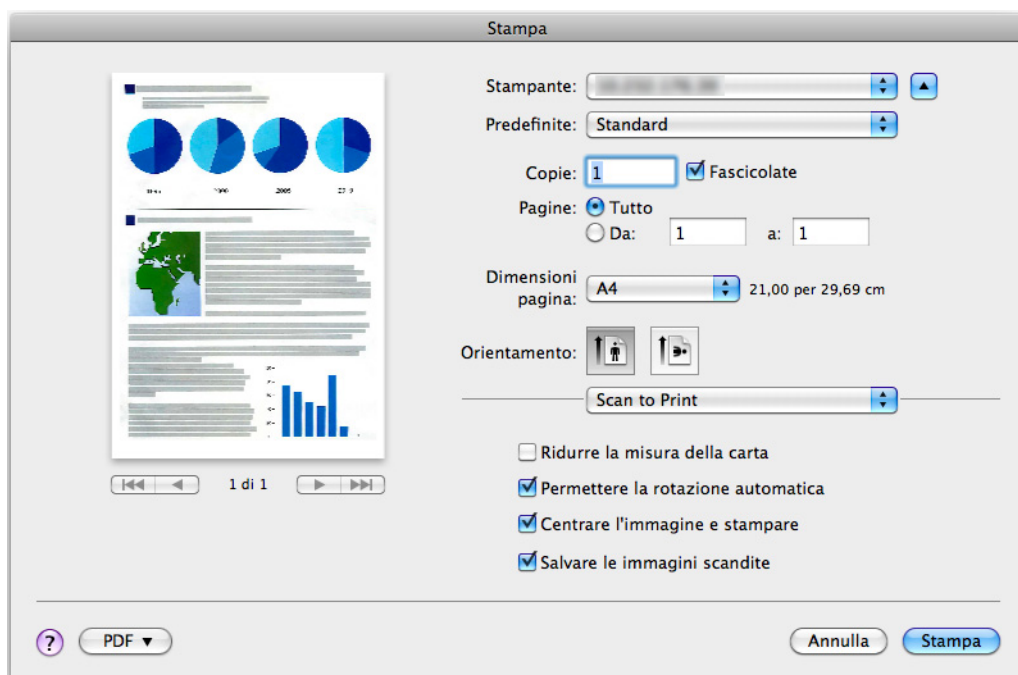 Stampa
Stampante:
Predefinite: Standard
Copie: 1 Fascicolate
Pagine: Tutto
Da: 1 a: 1
Dimensioni
pagina: A4 21,00 per 29,69 cm
Orientamento:
Scan to Print
Ridurre la misura della carta
Permettere la rotazione automatica
Centrare l'immagine e stampare
Salvare le immagini scandite
2005
1 di 1
? PDF Annulla Stampa